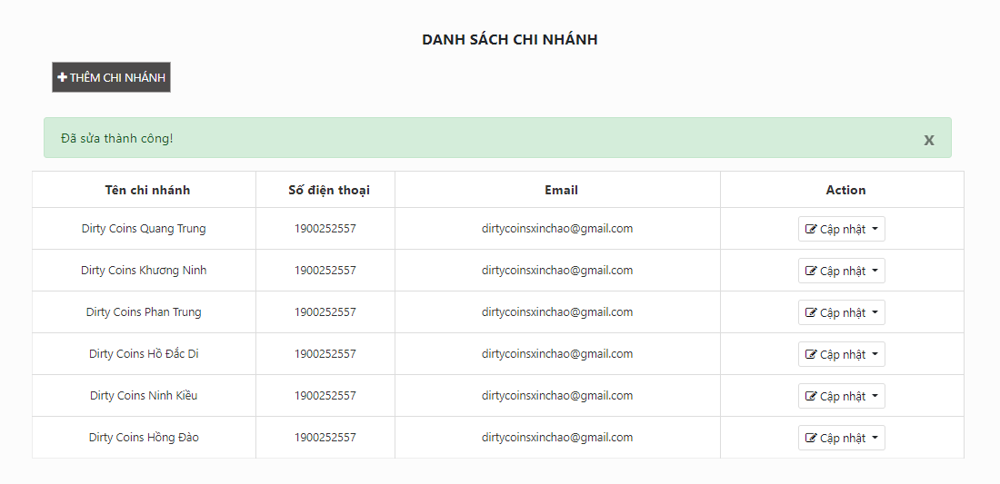 DANH SÁCH CHI NHÁNH
THÊM CHI NHÁNH
Đã sửa thành công!
x
Tên chi nhánh Số điện thoại Email Action
Dirty Coins Quang Trung 1900252557 dirtycoinsxinchao@gmail.com Cập nhật
Dirty Coins Khương Ninh 1900252557 dirtycoinsxinchao@gmail.com Cập nhật
Dirty Coins Phan Trung 1900252557 dirtycoinsxinchao@gmail.com Cập nhật
Dirty Coins Hồ Đắc Di 1900252557 dirtycoinsxinchao@gmail.com Cập nhật
Dirty Coins Ninh Kiều 1900252557 dirtycoinsxinchao@gmail.com Cập nhật
Dirty Coins Hồng Đào 1900252557 dirtycoinsxinchao@gmail.com Cập nhật